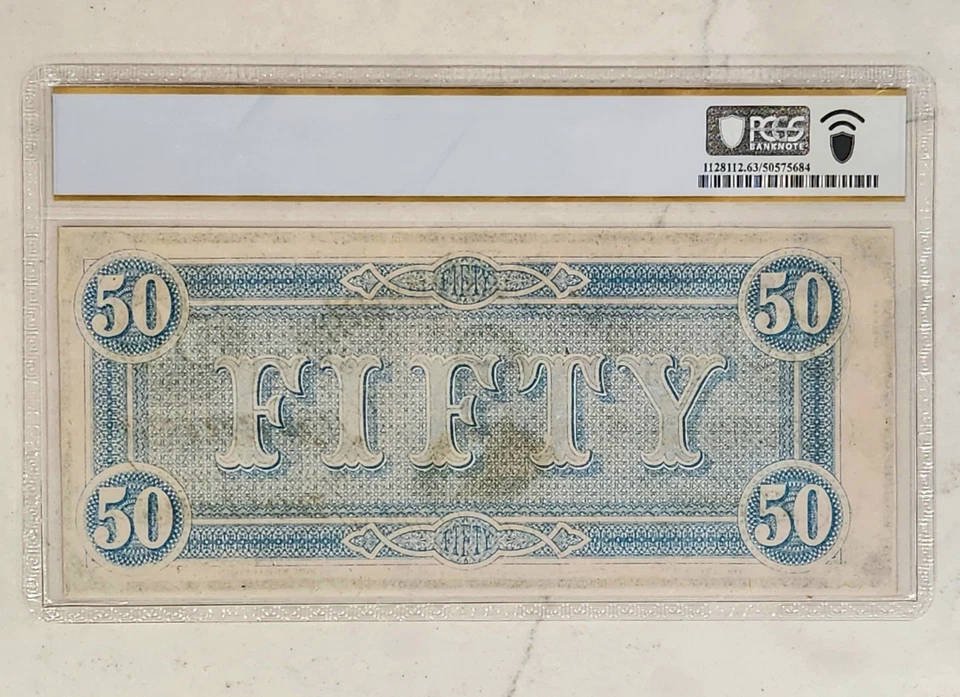 PCGS
BANKNOTE
1128112.63/50575684
50 FIFTY 50
FIFTY
50 FIFTY 50